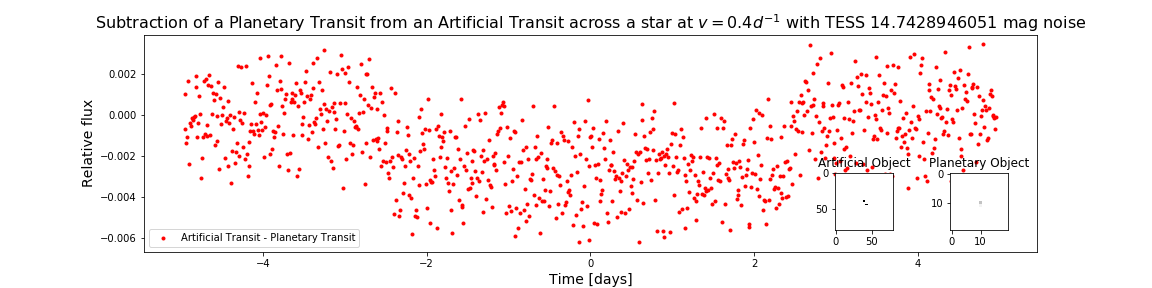 Subtraction of a Planetary Transit from an Artificial Transit across a star at v = 0.4d⁻¹ with TESS 14.7428946051 mag noise
Relative flux
0.002
0.000
−0.002
−0.004
−0.006
Artificial Transit - Planetary Transit
Artificial Object
0
50
0 50
Planetary Object
0
10
0 10
−4 −2 0 2 4
Time [days]